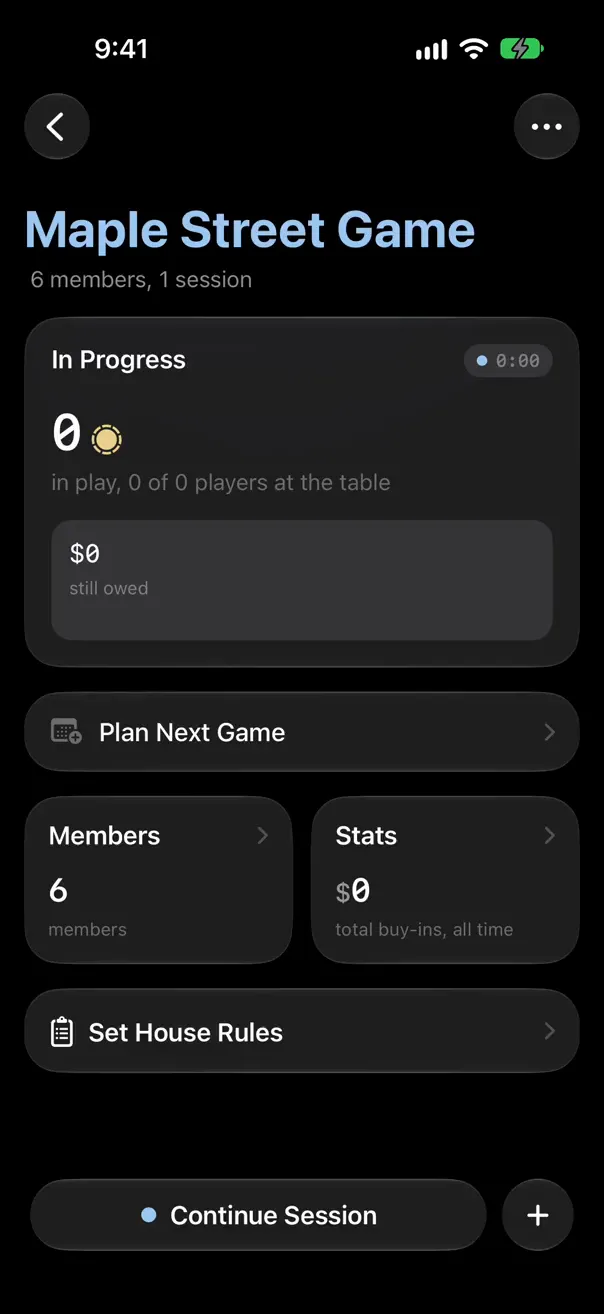 9:41
Maple Street Game
6 members, 1 session
In Progress
0:00
0
in play, 0 of 0 players at the table
$0
still owed
Plan Next Game
Members
6
members
Stats
$0
total buy-ins, all time
Set House Rules
Continue Session